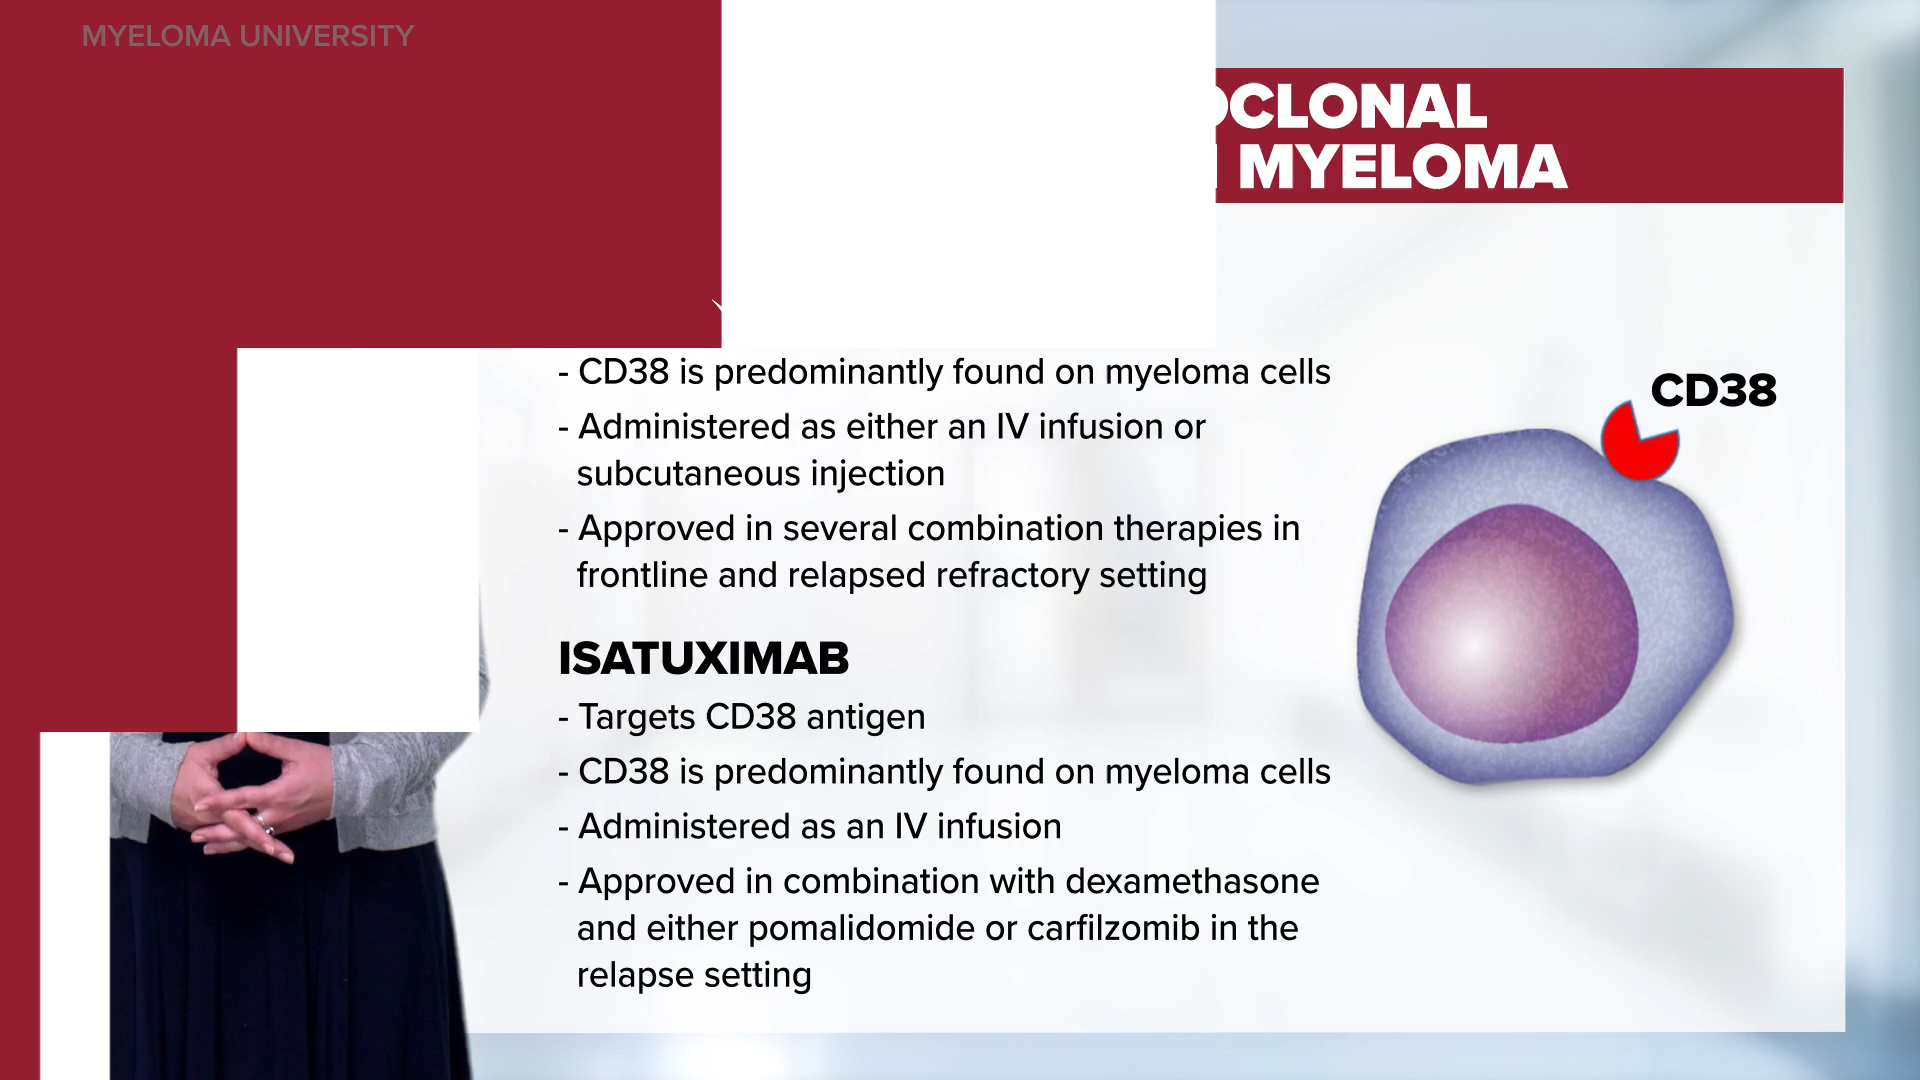 MYELOMA UNIVERSITY
MYELOMA
- CD38 is predominantly found on myeloma cells
- Administered as either an IV infusion or
subcutaneous injection
- Approved in several combination therapies in
frontline and relapsed refractory setting
CD38
ISATUXIMAB
- Targets CD38 antigen
- CD38 is predominantly found on myeloma cells
- Administered as an IV infusion
- Approved in combination with dexamethasone
and either pomalidomide or carfilzomib in the
relapse setting